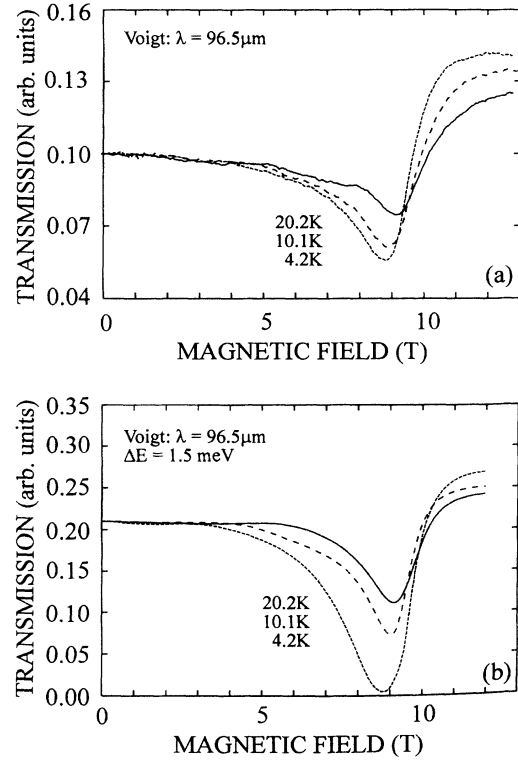 0.16
0.13
0.10
0.07
0.04
TRANSMISSION (arb. units)
Voigt: λ = 96.5μm
20.2K
10.1K
4.2K
(a)
0
5
10
MAGNETIC FIELD (T)
0.35
0.30
0.25
0.20
0.15
0.10
0.05
0.00
TRANSMISSION (arb. units)
Voigt: λ = 96.5μm
ΔE = 1.5 meV
20.2K
10.1K
4.2K
(b)
0
5
10
MAGNETIC FIELD (T)